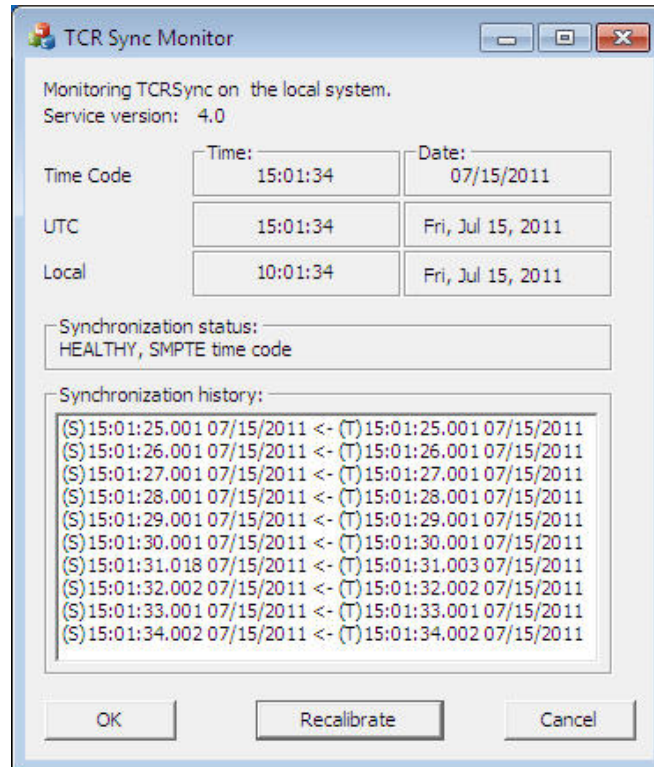 TCR Sync Monitor
Monitoring TCRSync on the local system.
Service version: 4.0
Time: Date:
Time Code 15:01:34 07/15/2011
UTC 15:01:34 Fri, Jul 15, 2011
Local 10:01:34 Fri, Jul 15, 2011
Synchronization status:
HEALTHY, SMPTE time code
Synchronization history:
(S)15:01:25.001 07/15/2011 <- (T)15:01:25.001 07/15/2011
(S)15:01:26.001 07/15/2011 <- (T)15:01:26.001 07/15/2011
(S)15:01:27.001 07/15/2011 <- (T)15:01:27.001 07/15/2011
(S)15:01:28.001 07/15/2011 <- (T)15:01:28.001 07/15/2011
(S)15:01:29.001 07/15/2011 <- (T)15:01:29.001 07/15/2011
(S)15:01:30.001 07/15/2011 <- (T)15:01:30.001 07/15/2011
(S)15:01:31.018 07/15/2011 <- (T)15:01:31.003 07/15/2011
(S)15:01:32.002 07/15/2011 <- (T)15:01:32.002 07/15/2011
(S)15:01:33.001 07/15/2011 <- (T)15:01:33.001 07/15/2011
(S)15:01:34.002 07/15/2011 <- (T)15:01:34.002 07/15/2011
OK Recalibrate Cancel